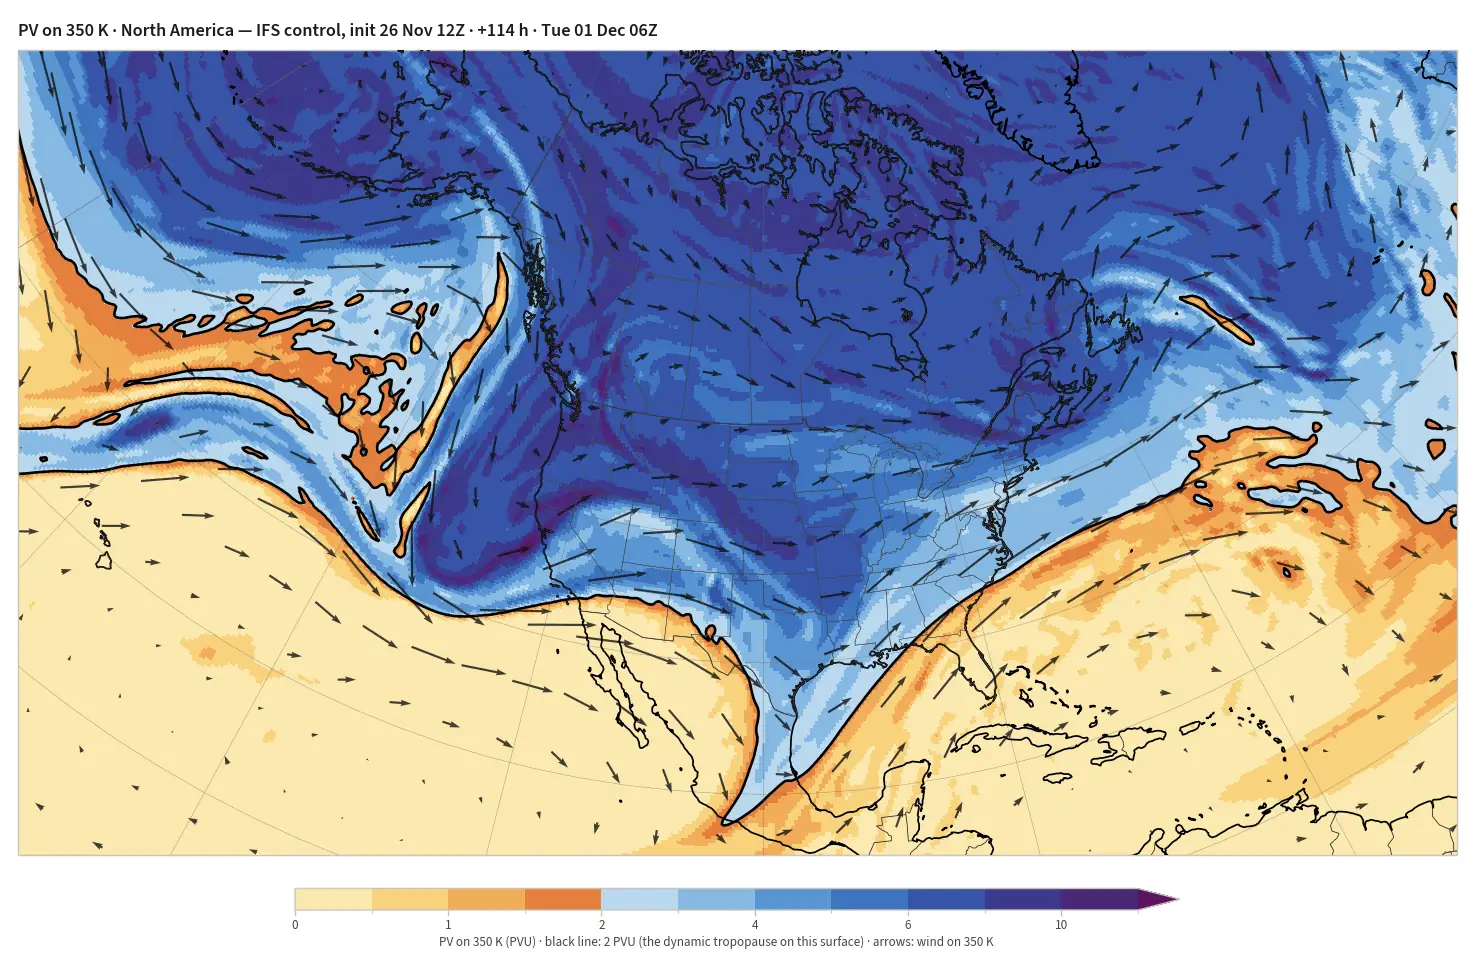 PV on 350 K · North America — IFS control, init 26 Nov 12Z · +114 h · Tue 01 Dec 06Z
0 1 2 4 6 10
PV on 350 K (PVU) · black line: 2 PVU (the dynamic tropopause on this surface) · arrows: wind on 350 K